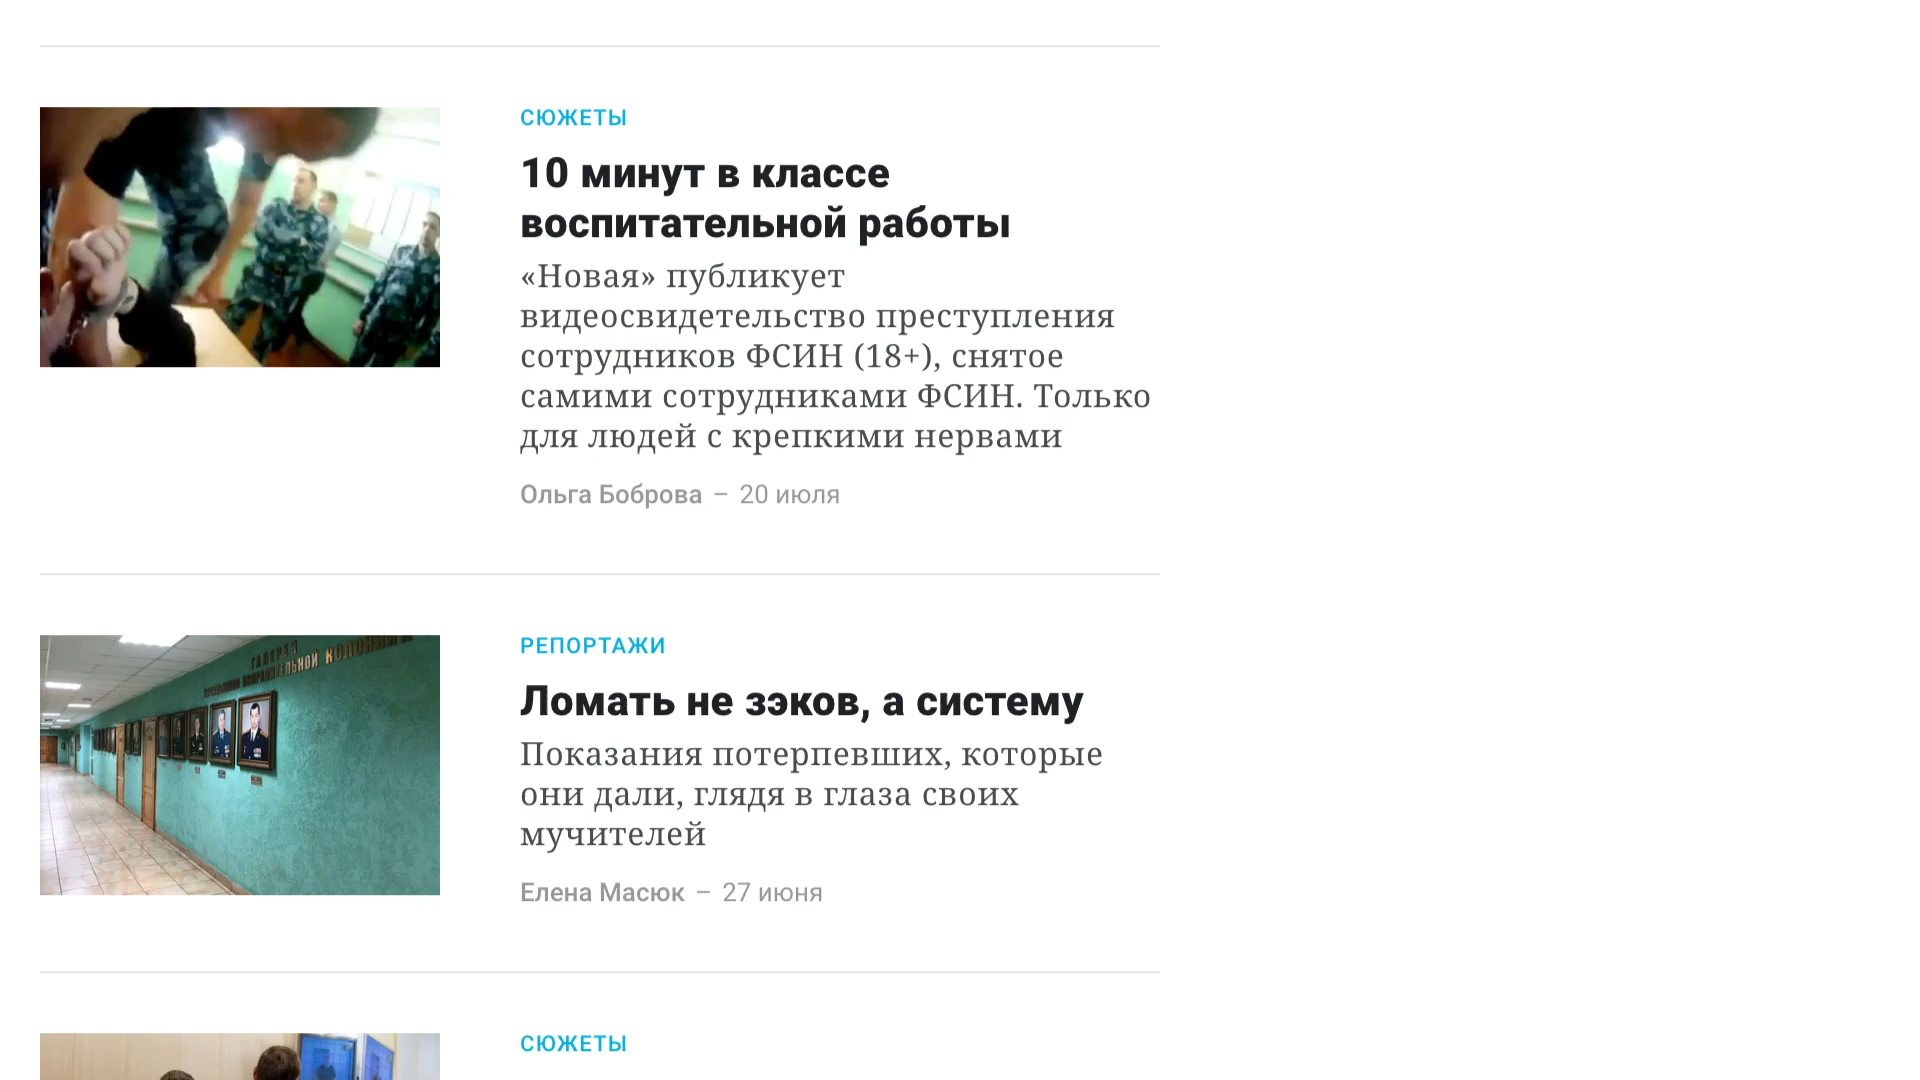 СЮЖЕТЫ
10 минут в классе
воспитательной работы
«Новая» публикует
видеосвидетельство преступления
сотрудников ФСИН (18+), снятое
самими сотрудниками ФСИН. Только
для людей с крепкими нервами
Ольга Боброва – 20 июля
ГАЛЕРЕЯ
КОЛОНИИ
РЕПОРТАЖИ
Ломать не зэков, а систему
Показания потерпевших, которые
они дали, глядя в глаза своих
мучителей
Елена Масюк – 27 июня
СЮЖЕТЫ